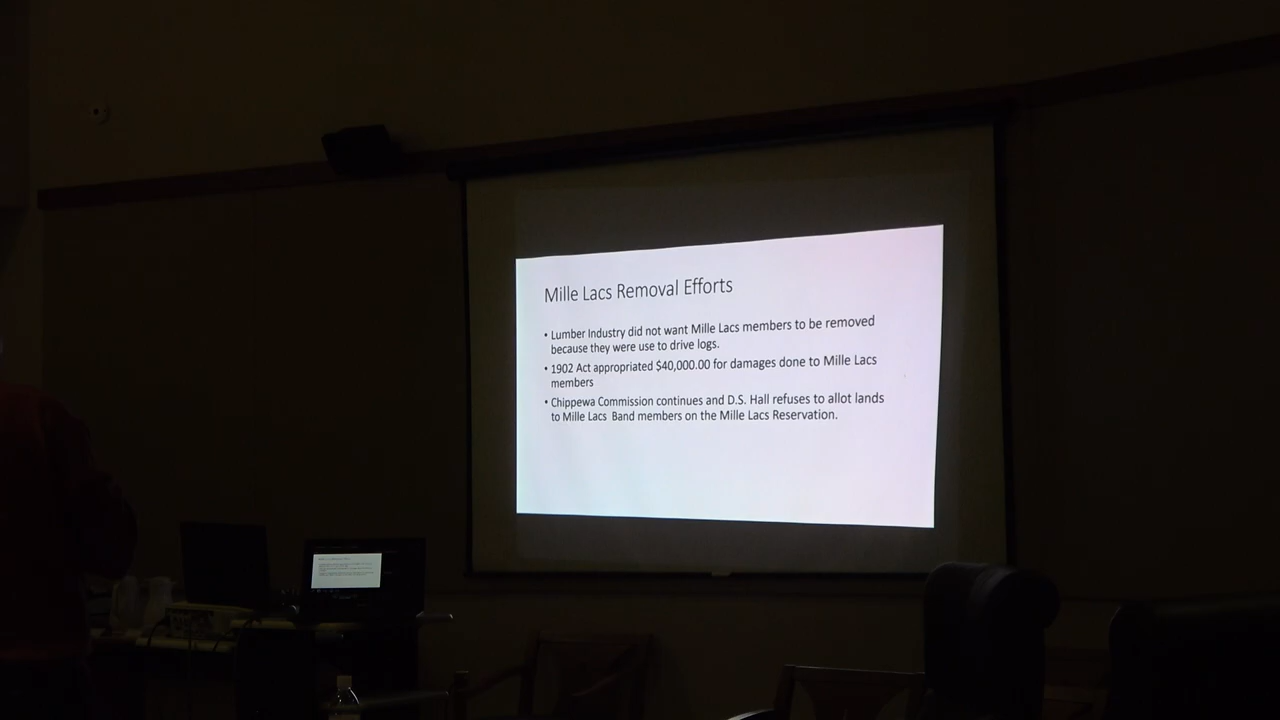 Mille Lacs Removal Efforts
• Lumber Industry did not want Mille Lacs members to be removed
because they were use to drive logs.
• 1902 Act appropriated $40,000.00 for damages done to Mille Lacs
members
• Chippewa Commission continues and D.S. Hall refuses to allot lands
to Mille Lacs Band members on the Mille Lacs Reservation.